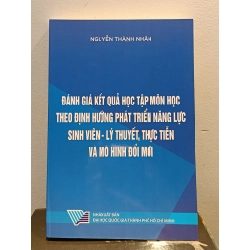 NGUYỄN THÀNH NHÂN
ĐÁNH GIÁ KẾT QUẢ HỌC TẬP MÔN HỌC
THEO ĐỊNH HƯỚNG PHÁT TRIỂN NĂNG LỰC
SINH VIÊN - LÝ THUYẾT, THỰC TIỄN
VÀ MÔ HÌNH ĐỔI MỚI
NHÀ XUẤT BẢN
ĐẠI HỌC QUỐC GIA THÀNH PHỐ HỒ CHÍ MINH